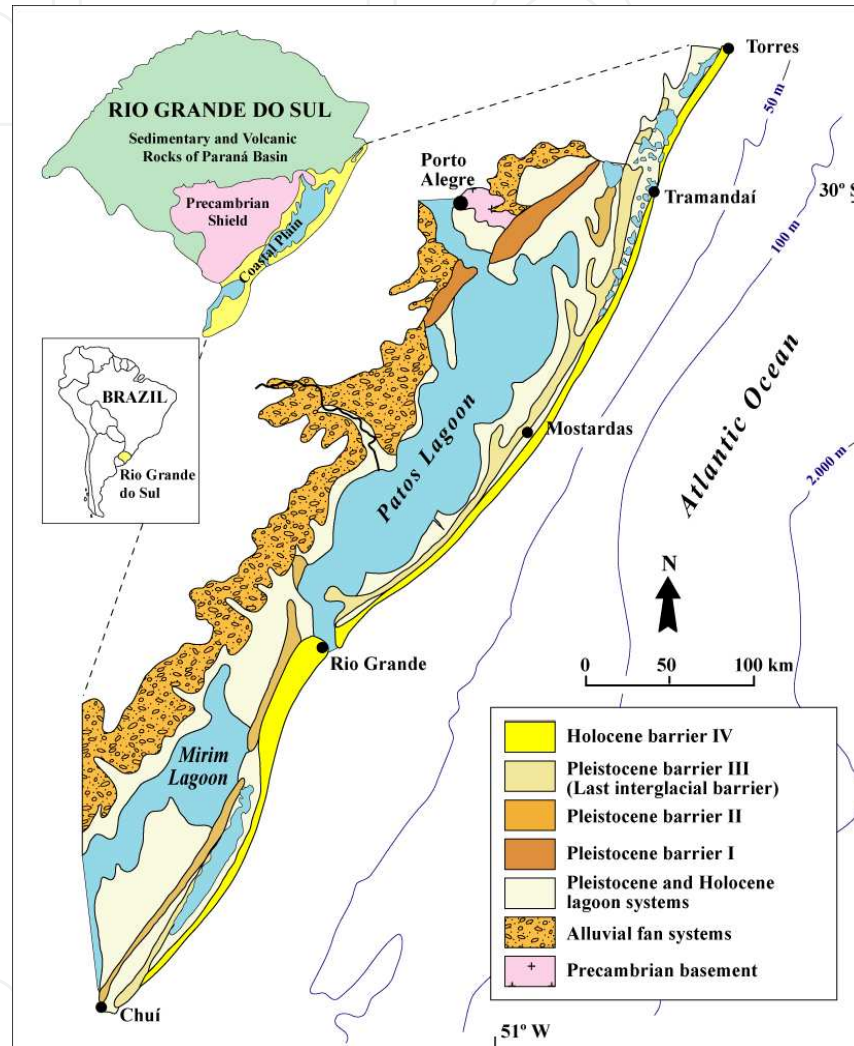 RIO GRANDE DO SUL
Sedimentary and Volcanic
Rocks of Paraná Basin
Precambrian
Shield
Coastal Plain
BRAZIL
Rio Grande
do Sul
Torres
50 m
Porto
Alegre
Tramandaí
30º S
100 m
Atlantic Ocean
Mostardas
Patos Lagoon
2.000 m
N
Rio Grande
0 50 100 km
Mirim
Lagoon
Chuí
51º W
Holocene barrier IV
Pleistocene barrier III
(Last interglacial barrier)
Pleistocene barrier II
Pleistocene barrier I
Pleistocene and Holocene
lagoon systems
Alluvial fan systems
Precambrian basement